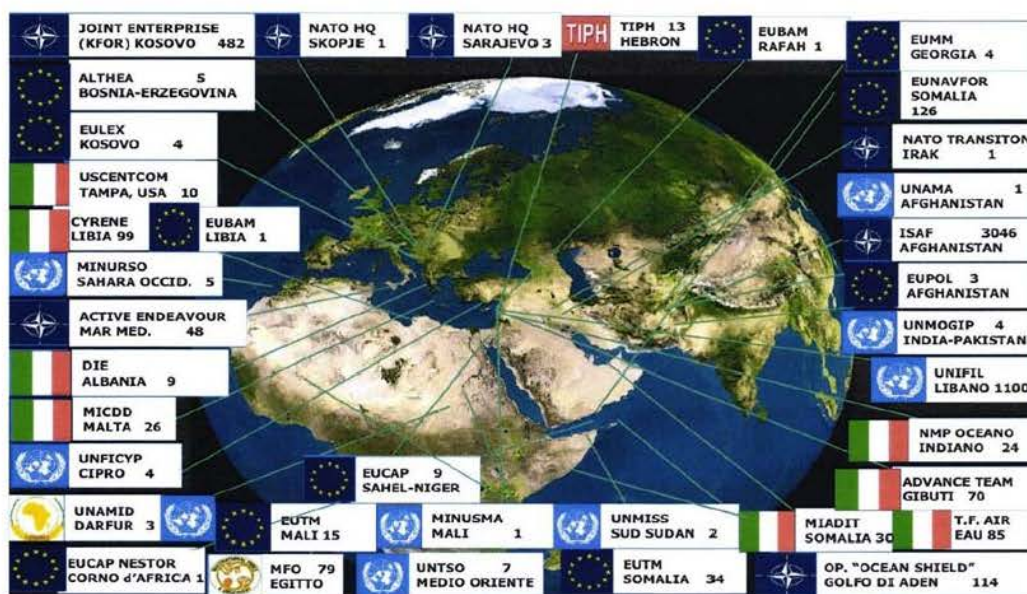 JOINT ENTERPRISE
(KFOR) KOSOVO 482
NATO HQ
SKOPJE 1
NATO HQ
SARAJEVO 3
TIPH
TIPH 13
HEBRON
EUBAM
RAFAH 1
EUMM
GEORGIA 4
ALTHEA 5
BOSNIA-ERZEGOVINA
EUNAVFOR
SOMALIA
126
EULEX
KOSOVO 4
NATO TRANSITON
IRAK 1
USCENTCOM
TAMPA, USA 10
UNAMA 1
AFGHANISTAN
CYRENE
LIBIA 99
EUBAM
LIBIA 1
ISAF 3046
AFGHANISTAN
MINURSO
SAHARA OCCID. 5
EUPOL 3
AFGHANISTAN
ACTIVE ENDEAVOUR
MAR MED. 48
UNMOGIP 4
INDIA-PAKISTAN
DIE
ALBANIA 9
UNIFIL
LIBANO 1100
MICDD
MALTA 26
NMP OCEANO
INDIANO 24
UNFICYP
CIPRO 4
EUCAP 9
SAHEL-NIGER
ADVANCE TEAM
GIBUTI 70
UNAMID
DARFUR 3
EUTM
MALI 15
MINUSMA
MALI 1
UNMISS
SUD SUDAN 2
MIADIT
SOMALIA 30
T.F. AIR
EAU 85
EUCAP NESTOR
CORNO d'AFRICA 1
MFO 79
EGITTO
UNTSO 7
MEDIO ORIENTE
EUTM
SOMALIA 34
OP. "OCEAN SHIELD"
GOLFO DI ADEN 114